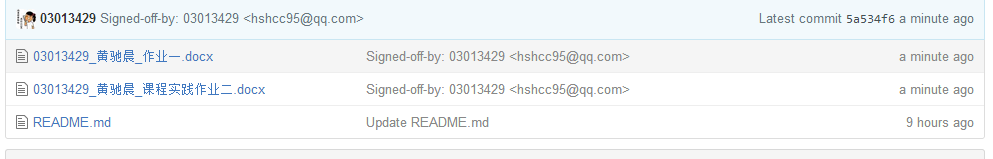 03013429 Signed-off-by: 03013429 <hshcc95@qq.com> Latest commit 5a534f6 a minute ago
03013429_黄驰晨_作业一.docx Signed-off-by: 03013429 <hshcc95@qq.com> a minute ago
03013429_黄驰晨_课程实践作业二.docx Signed-off-by: 03013429 <hshcc95@qq.com> a minute ago
README.md Update README.md 9 hours ago